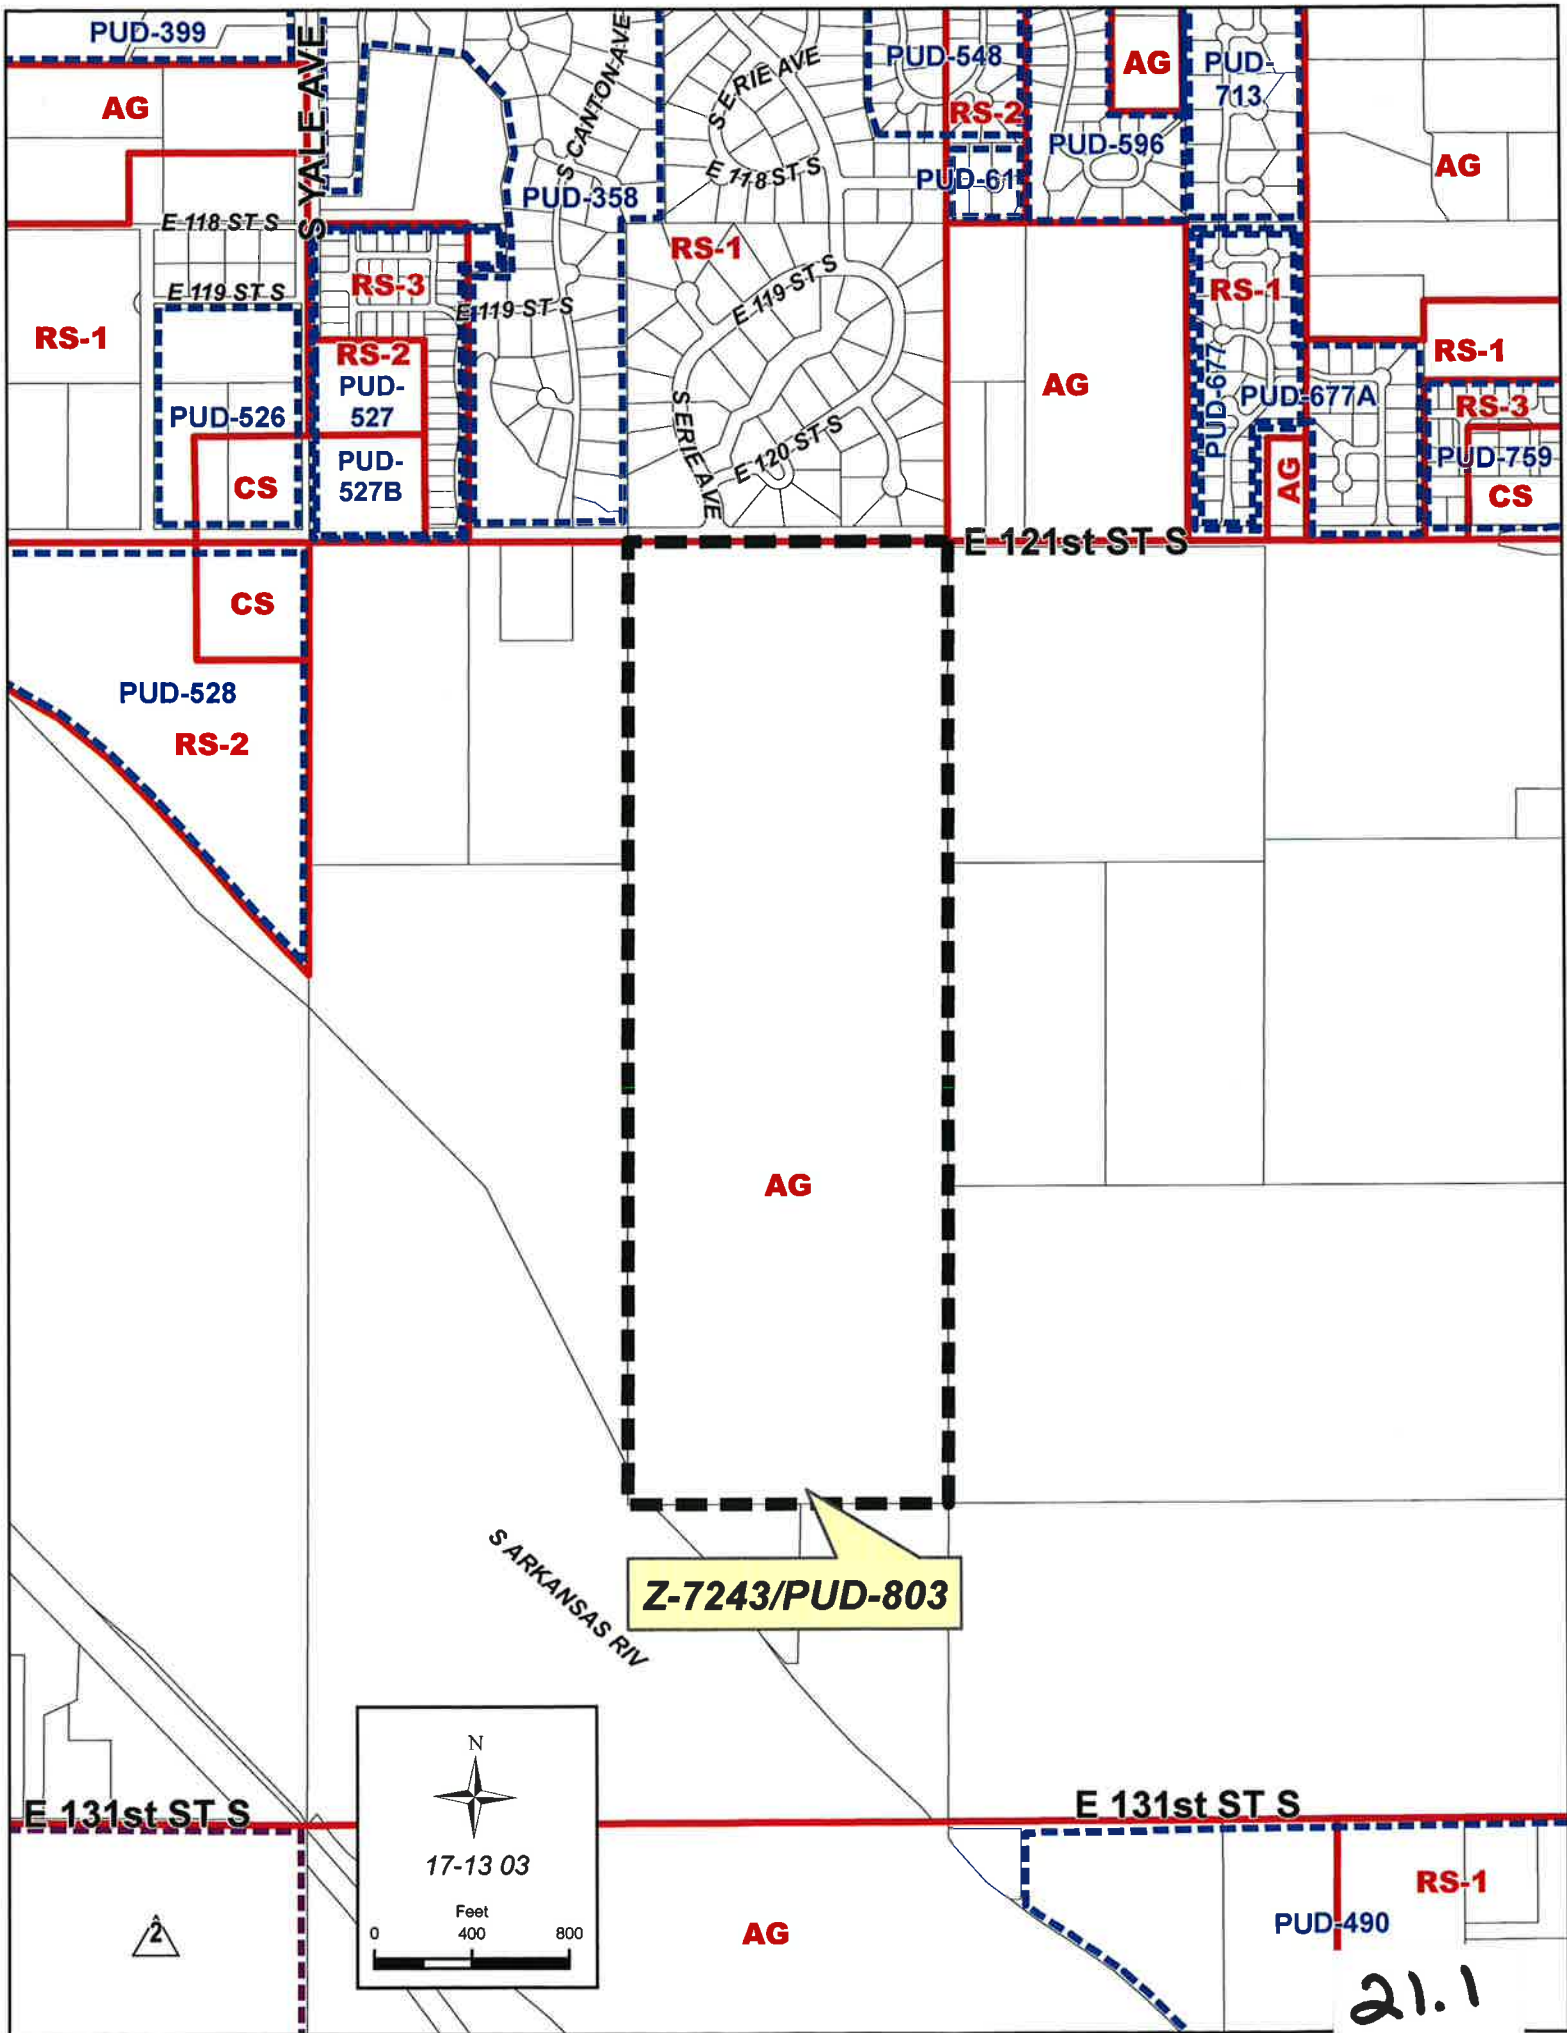 PUD-399
AG
S YALE AVE
S CANTON AVE
S ERIE AVE
PUD-548
RS-2
AG
PUD-
713
PUD-596
AG
PUD-358
E 118 ST S
PUD-61
E 118 ST S
RS-1
RS-3
E 119 ST S
E 119 ST S
E 119 ST S
RS-1
RS-1
RS-2
PUD-
527
PUD-526
PUD-
527B
CS
S ERIE AVE
E 120 ST S
AG
PUD-677
PUD-677A
AG
RS-1
RS-3
PUD-759
CS
E 121st ST S
CS
PUD-528
RS-2
AG
Z-7243/PUD-803
S ARKANSAS RIV
E 131st ST S
E 131st ST S
N
17-13 03
Feet
0 400 800
2
AG
RS-1
PUD-490
21.1